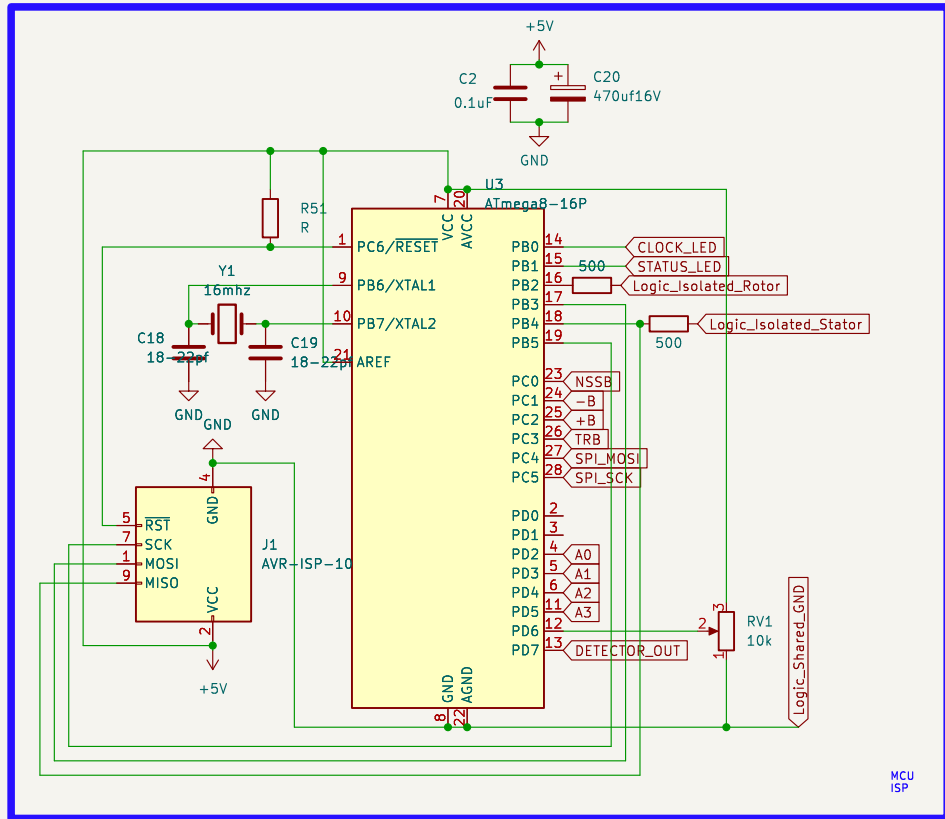 +5V
C2
0.1uF
+
C20
470uf16V
GND
U3
ATmega8-16P
7
VCC
20
AVCC
R51
R
1
PC6/RESET
9
PB6/XTAL1
10
PB7/XTAL2
21
AREF
Y1
16mhz
C18
18-22pf
C19
18-22pf
GND
GND
PB0
14
CLOCK_LED
PB1
15
STATUS_LED
PB2
16
500
Logic_Isolated_Rotor
PB3
17
PB4
18
500
Logic_Isolated_Stator
PB5
19
PC0
23
NSSB
PC1
24
-B
PC2
25
+B
PC3
26
TRB
PC4
27
SPI_MOSI
PC5
28
SPI_SCK
PD0
2
PD1
3
PD2
4
A0
PD3
5
A1
PD4
6
A2
PD5
11
A3
PD6
12
PD7
13
DETECTOR_OUT
GND
8
AGND
22
GND
4
GND
5
RST
7
SCK
1
MOSI
9
MISO
VCC
2
+5V
J1
AVR-ISP-10
3
2
1
RV1
10k
Logic_Shared_GND
MCU
ISP